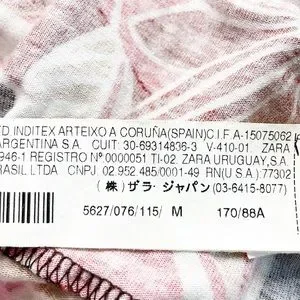 TD INDITEX ARTEIXO A CORUÑA(SPAIN)C.I.F.A-15075062
ARGENTINA S.A. CUIT: 30-69314836-3 V-410-01. ZARA
946-1 REGISTRO Nº 0000051 TI-02. ZARA URUGUAY,S.A
BRASIL.LTDA CNPJ 02.952.485/0001-49 RN(U.S.A):77302
(株)ザラ・ジャパン(03-6415-8077)
5627/076/115/ M 170/88A